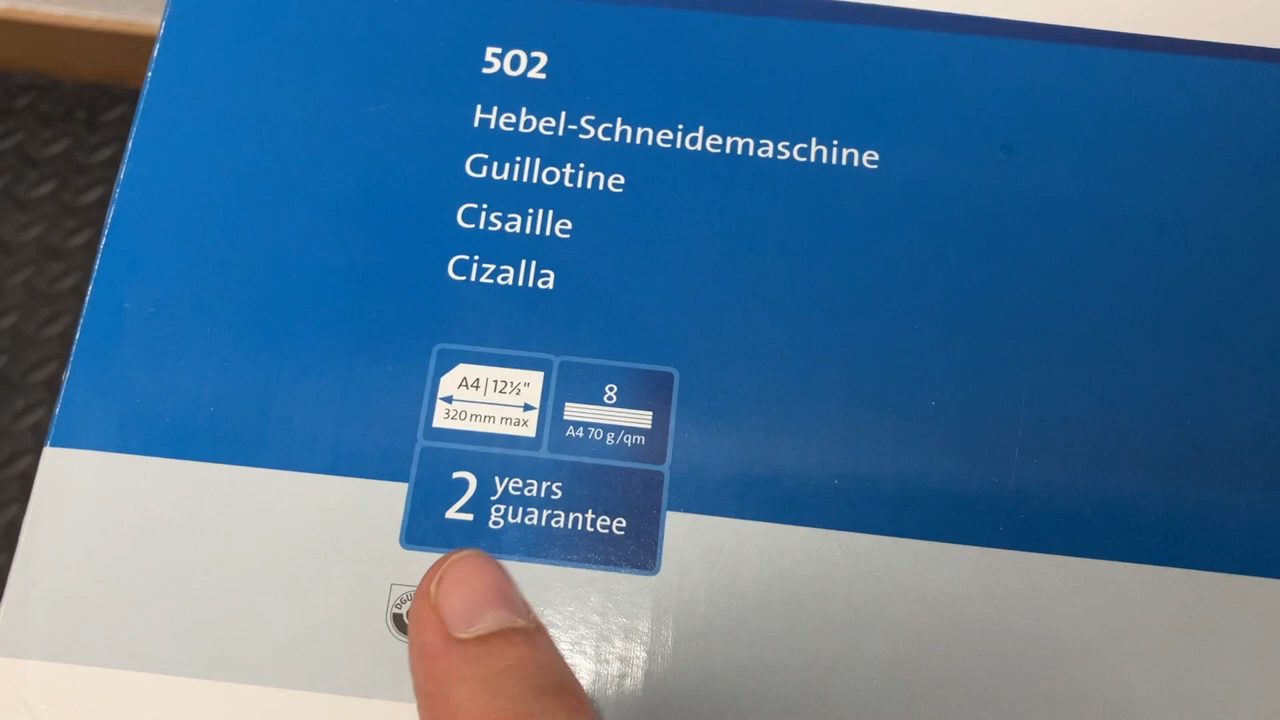 502
Hebel-Schneidemaschine
Guillotine
Cisaille
Cizalla
A4|12½"
320 mm max
8
A4 70 g/qm
2 years
guarantee